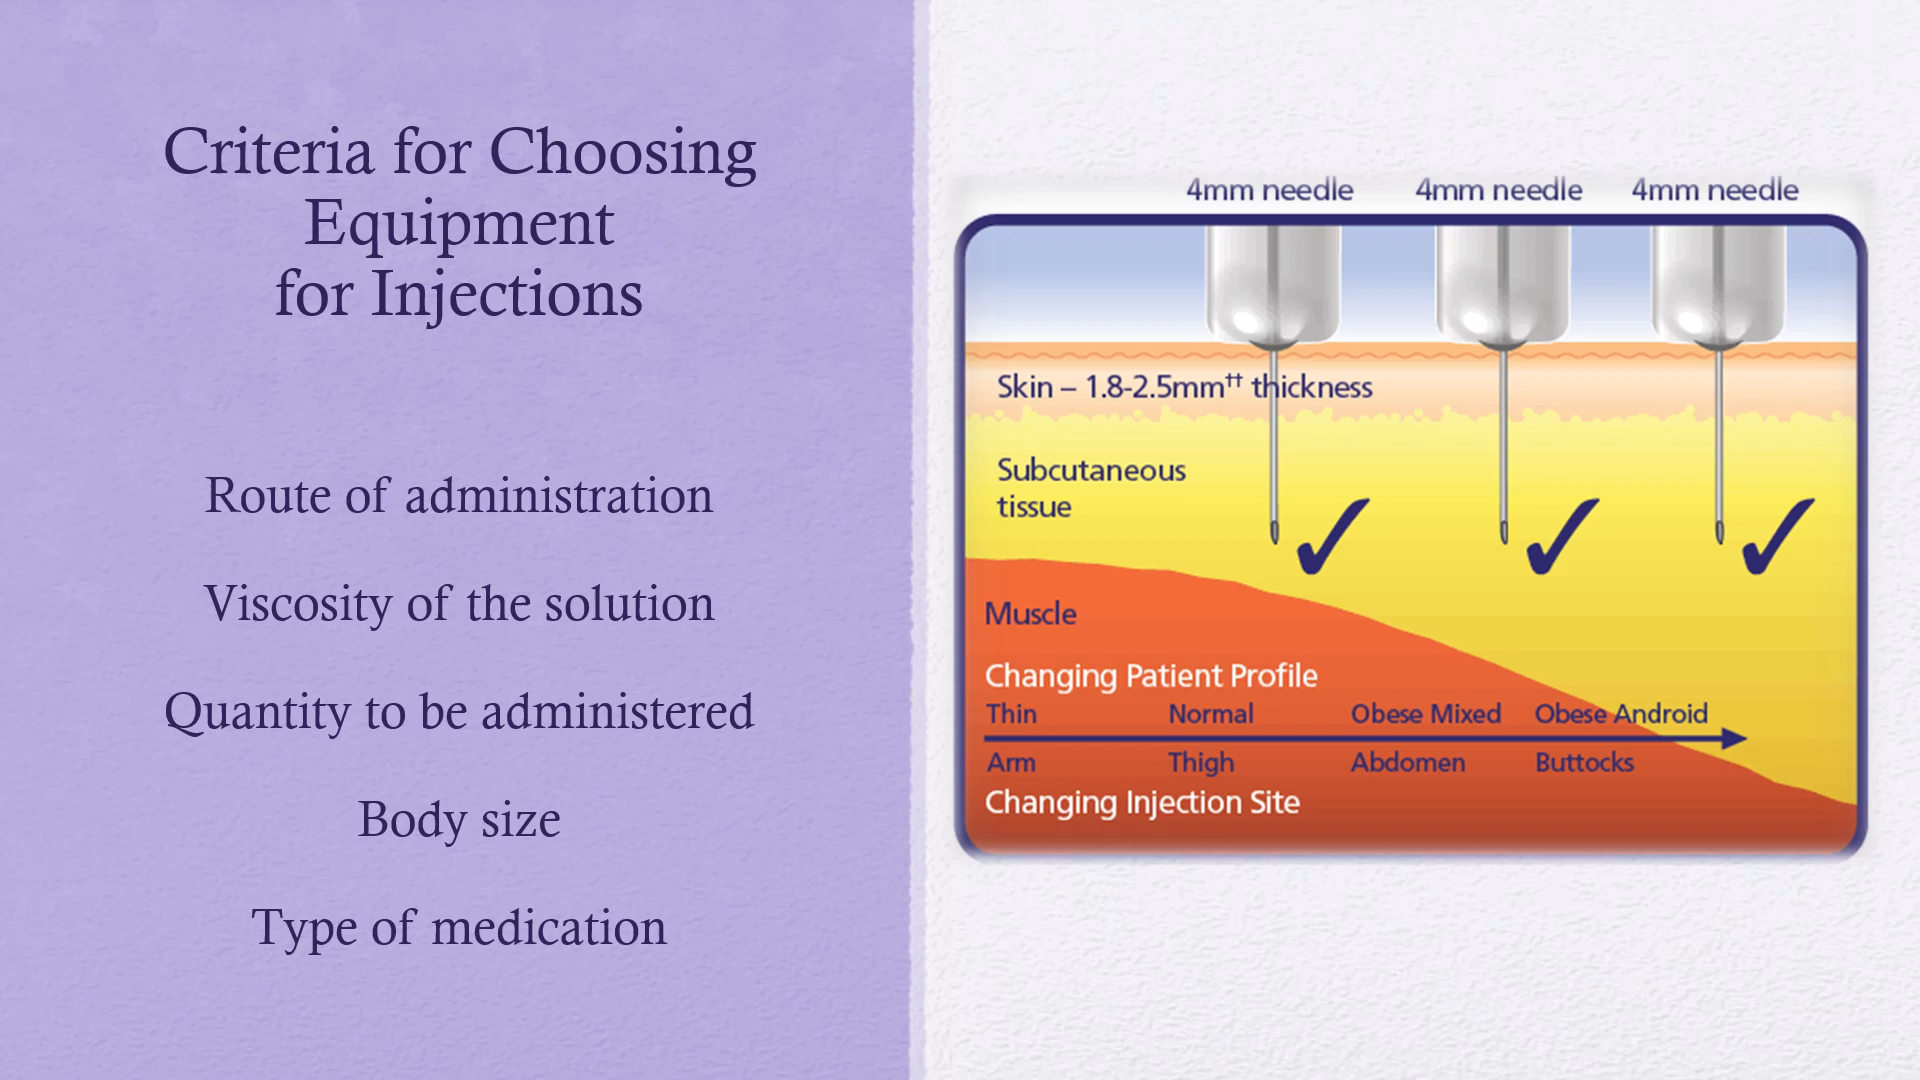 Criteria for Choosing
Equipment
for Injections
Route of administration
Viscosity of the solution
Quantity to be administered
Body size
Type of medication
4mm needle 4mm needle 4mm needle
Skin – 1.8-2.5mm†† thickness
Subcutaneous
tissue
Muscle
Changing Patient Profile
Thin Normal Obese Mixed Obese Android
Arm Thigh Abdomen Buttocks
Changing Injection Site